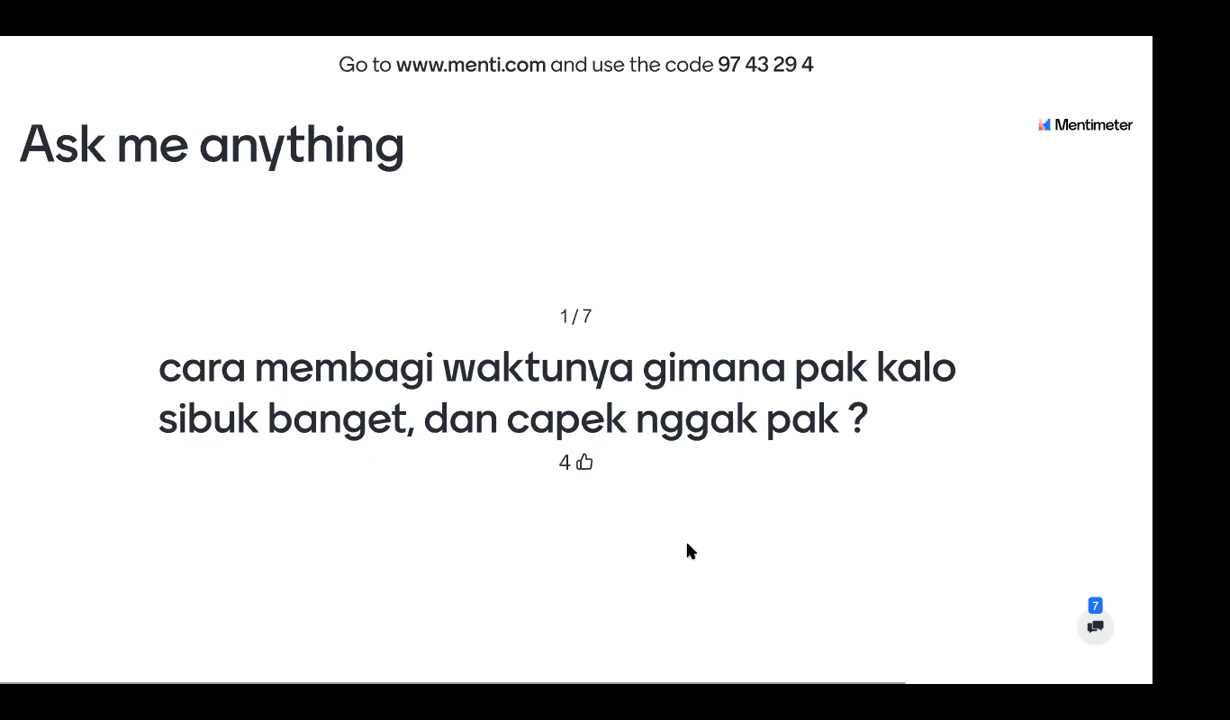 Go to www.menti.com and use the code 97 43 29 4
Mentimeter
Ask me anything
1 / 7
cara membagi waktunya gimana pak kalo
sibuk banget, dan capek nggak pak ?
4
7